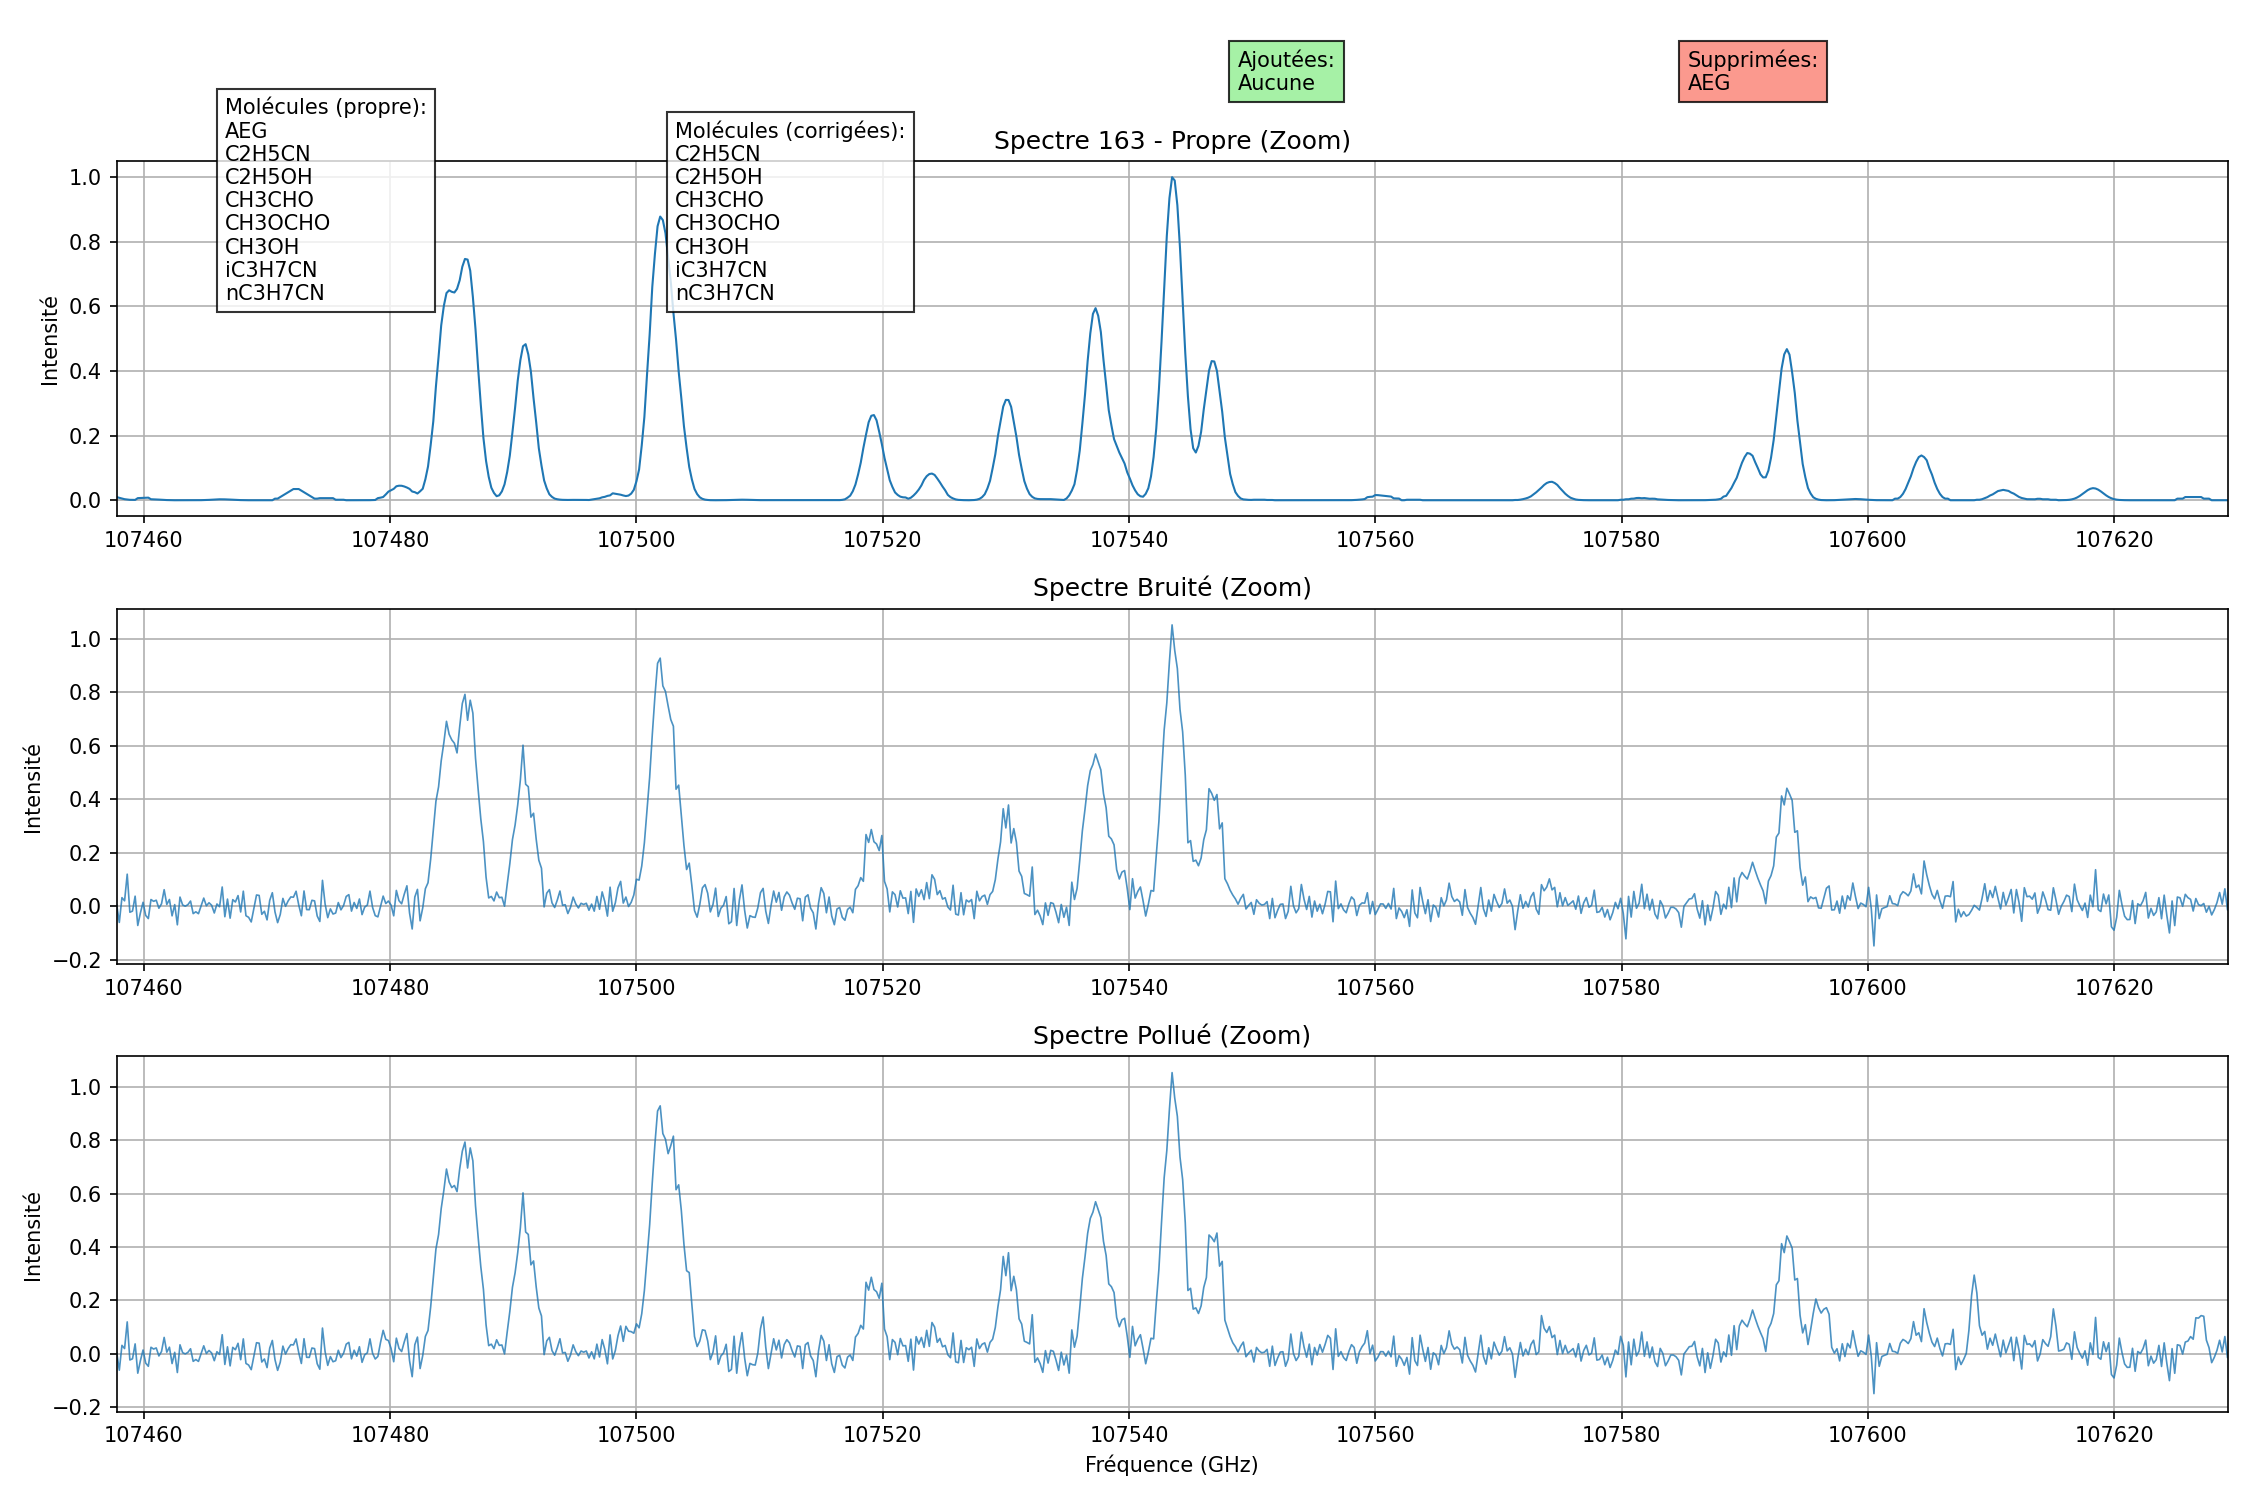 Ajoutées:
Aucune
Supprimées:
AEG
Molécules (propre):
AEG
C2H5CN
C2H5OH
CH3CHO
CH3OCHO
CH3OH
iC3H7CN
nC3H7CN
Molécules (corrigées):
C2H5CN
C2H5OH
CH3CHO
CH3OCHO
CH3OH
iC3H7CN
nC3H7CN
Spectre 163 - Propre (Zoom)
Intensité
1.0
0.8
0.6
0.4
0.2
0.0
107460 107480 107500 107520 107540 107560 107580 107600 107620
Spectre Bruité (Zoom)
Intensité
1.0
0.8
0.6
0.4
0.2
0.0
−0.2
107460 107480 107500 107520 107540 107560 107580 107600 107620
Spectre Pollué (Zoom)
Intensité
1.0
0.8
0.6
0.4
0.2
0.0
−0.2
107460 107480 107500 107520 107540 107560 107580 107600 107620
Fréquence (GHz)